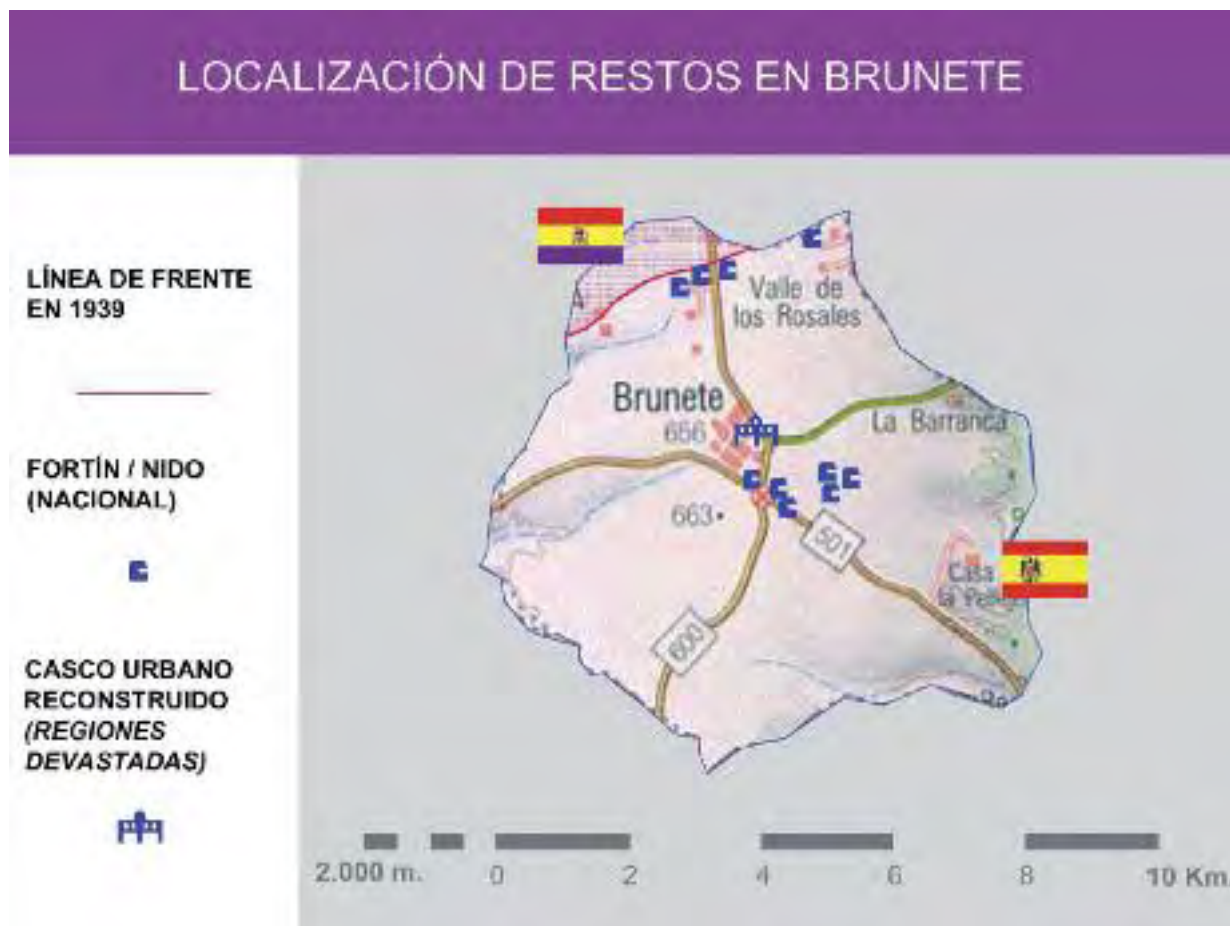 LOCALIZACIÓN DE RESTOS EN BRUNETE
LÍNEA DE FRENTE
EN 1939
FORTÍN / NIDO
(NACIONAL)
CASCO URBANO
RECONSTRUIDO
(REGIONES
DEVASTADAS)
Valle de
los Rosales
Brunete
656
La Barranca
663
501
Casa
la
600
2.000 m.
0
2
4
6
8
10 Km.